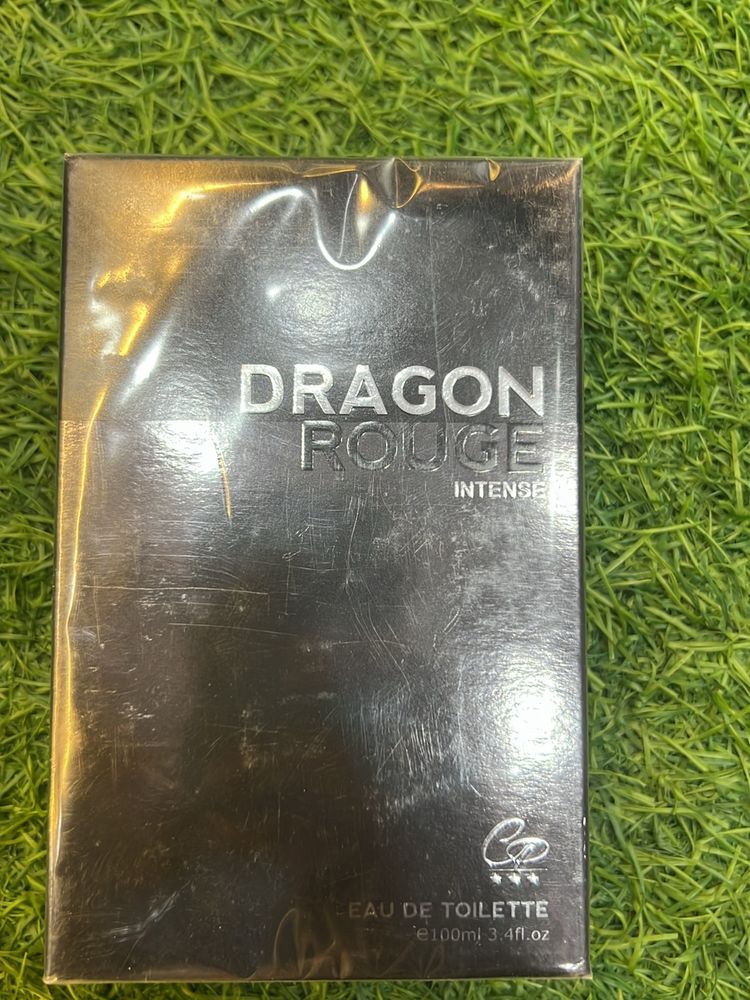 DRAGON
ROUGE
INTENSE
EAU DE TOILETTE
℮100ml 3.4fl.oz